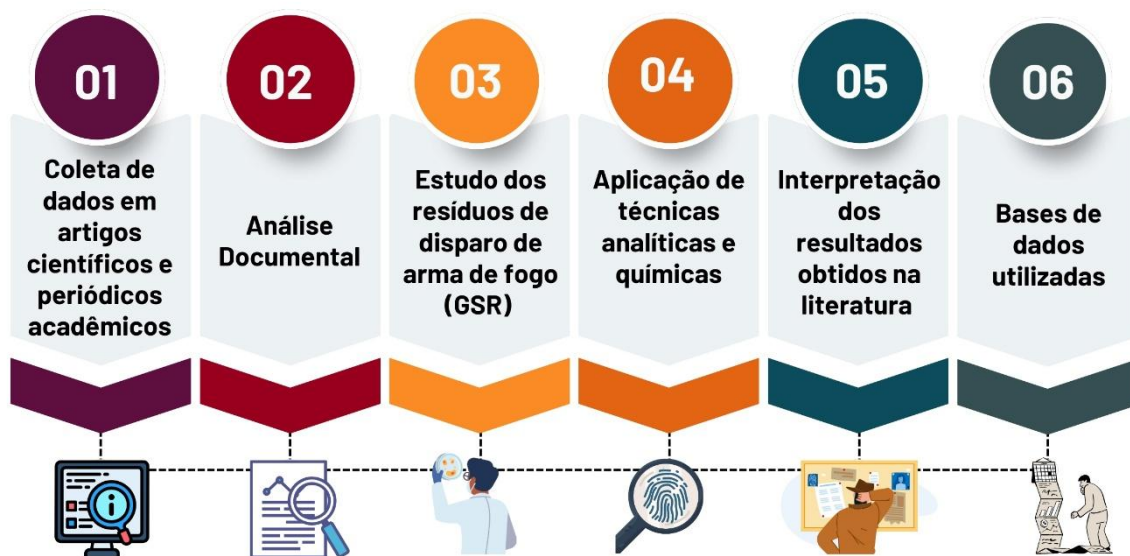 01
Coleta de
dados em
artigos
científicos e
periódicos
acadêmicos
02
Análise
Documental
03
Estudo dos
resíduos de
disparo de
arma de fogo
(GSR)
04
Aplicação de
técnicas
analíticas e
químicas
05
Interpretação
dos
resultados
obtidos na
literatura
06
Bases de
dados
utilizadas